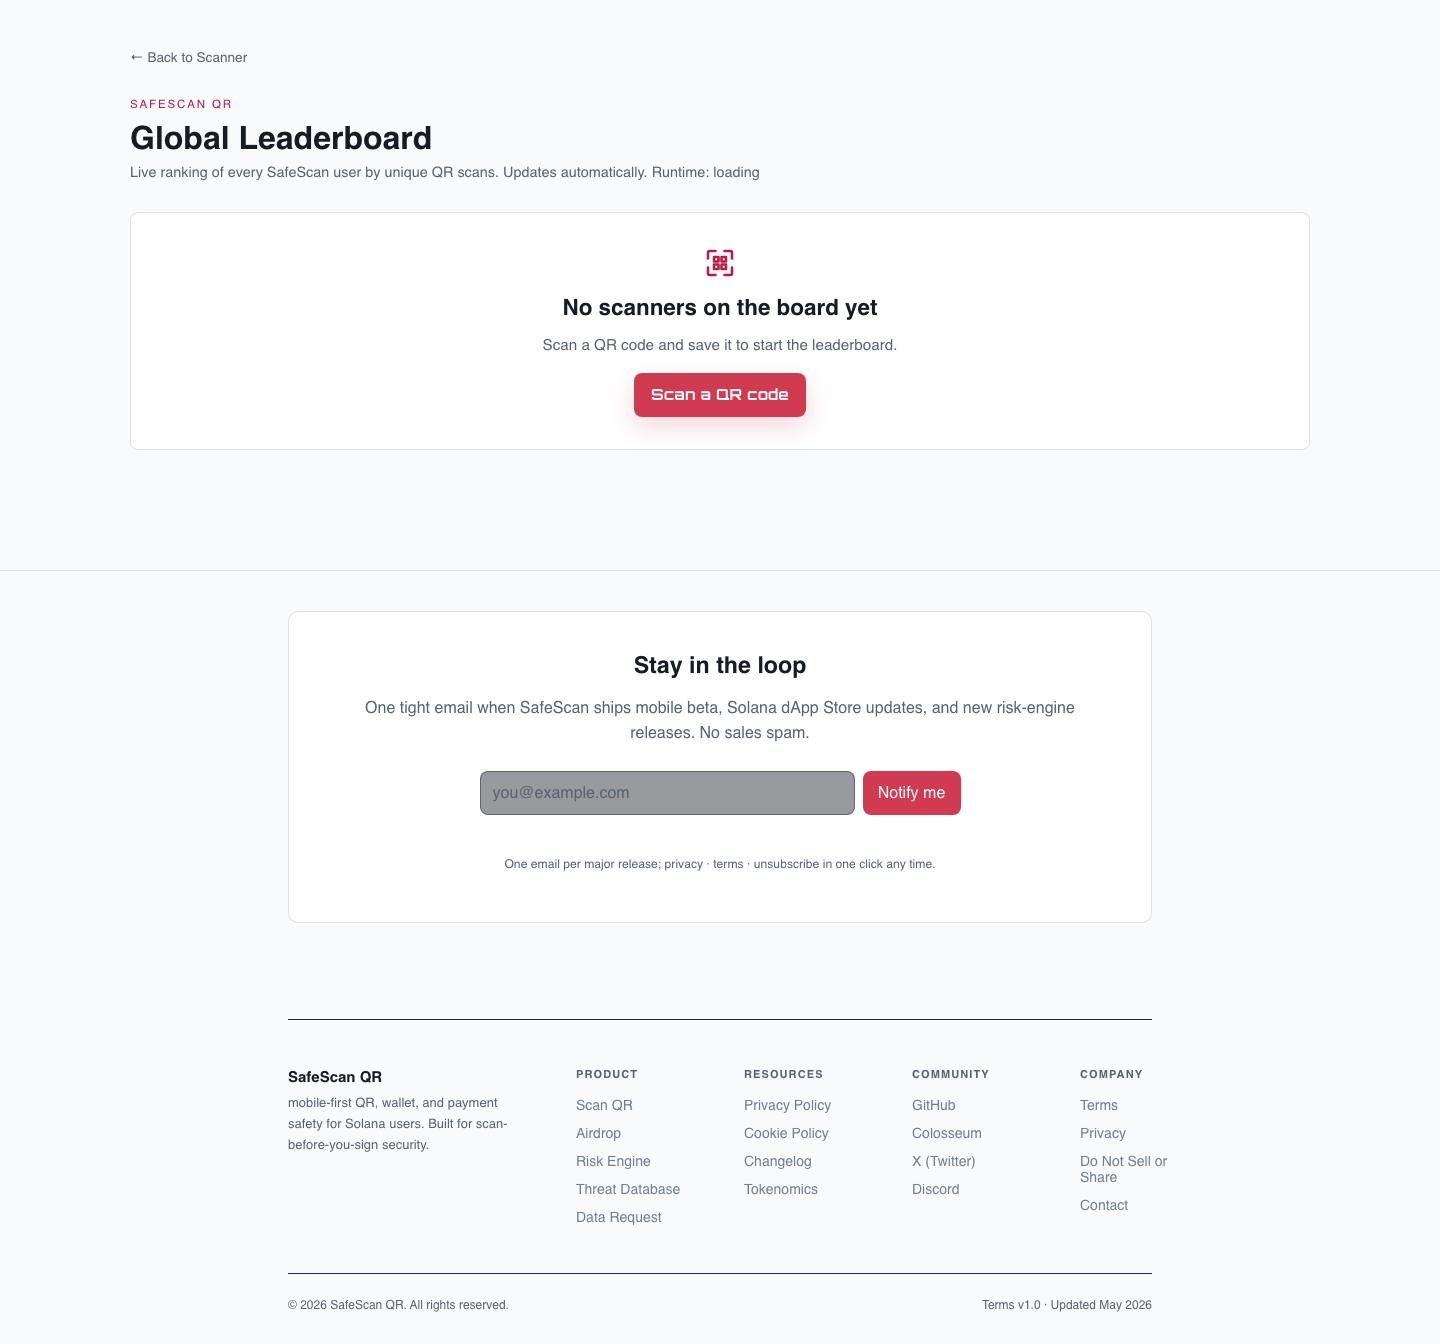 ← Back to Scanner
SAFESCAN QR
Global Leaderboard
Live ranking of every SafeScan user by unique QR scans. Updates automatically. Runtime: loading
No scanners on the board yet
Scan a QR code and save it to start the leaderboard.
Scan a QR code
Stay in the loop
One tight email when SafeScan ships mobile beta, Solana dApp Store updates, and new risk-engine
releases. No sales spam.
you@example.com
Notify me
One email per major release; privacy · terms · unsubscribe in one click any time.
SafeScan QR
mobile-first QR, wallet, and payment
safety for Solana users. Built for scan-
before-you-sign security.
PRODUCT
Scan QR
Airdrop
Risk Engine
Threat Database
Data Request
RESOURCES
Privacy Policy
Cookie Policy
Changelog
Tokenomics
COMMUNITY
GitHub
Colosseum
X (Twitter)
Discord
COMPANY
Terms
Privacy
Do Not Sell or
Share
Contact
© 2026 SafeScan QR. All rights reserved.
Terms v1.0 · Updated May 2026